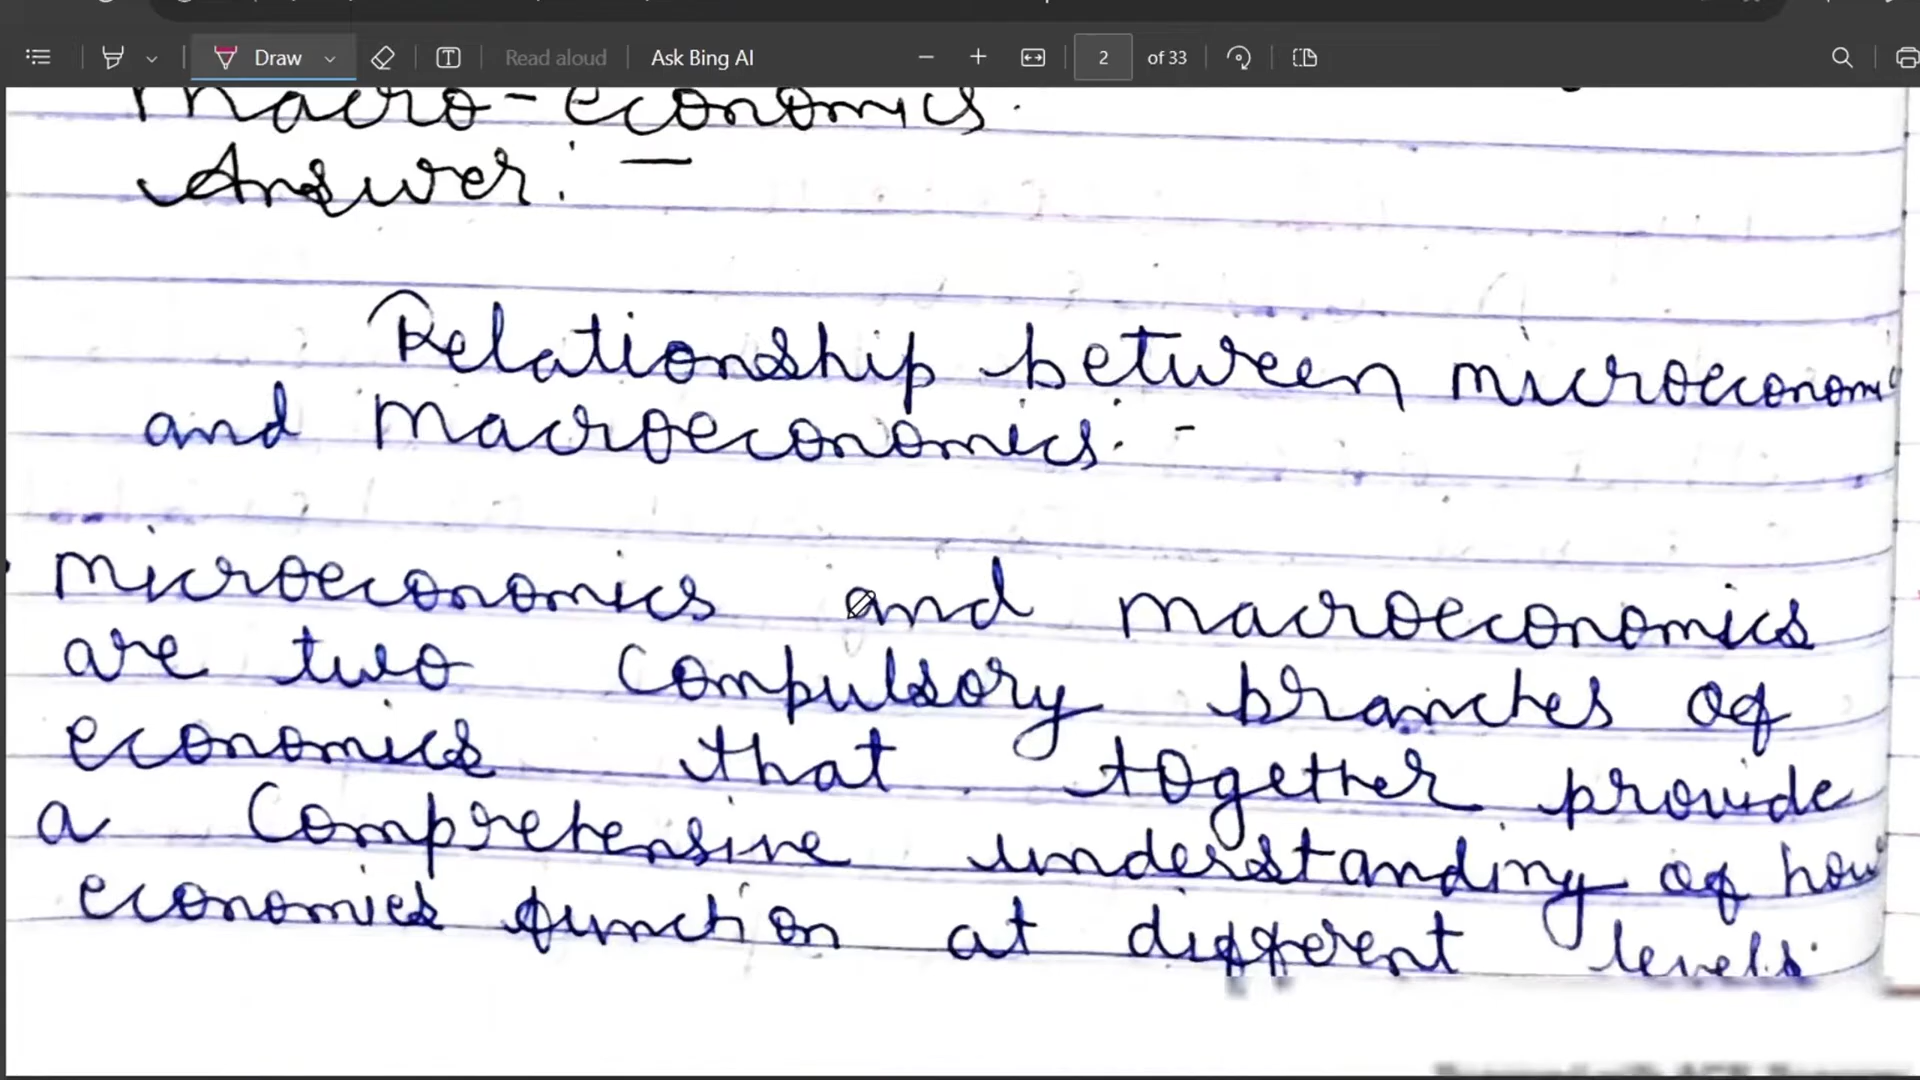 Draw
Read aloud
Ask Bing AI
2 of 33
Macro-economics.
Answer:-
Relationship between microeconomic
and Macroeconomics:-
Microeconomics and Macroeconomics
are two Compulsory branches of
economics that together provide
a Comprehensive understanding of how
economies function at different levels.